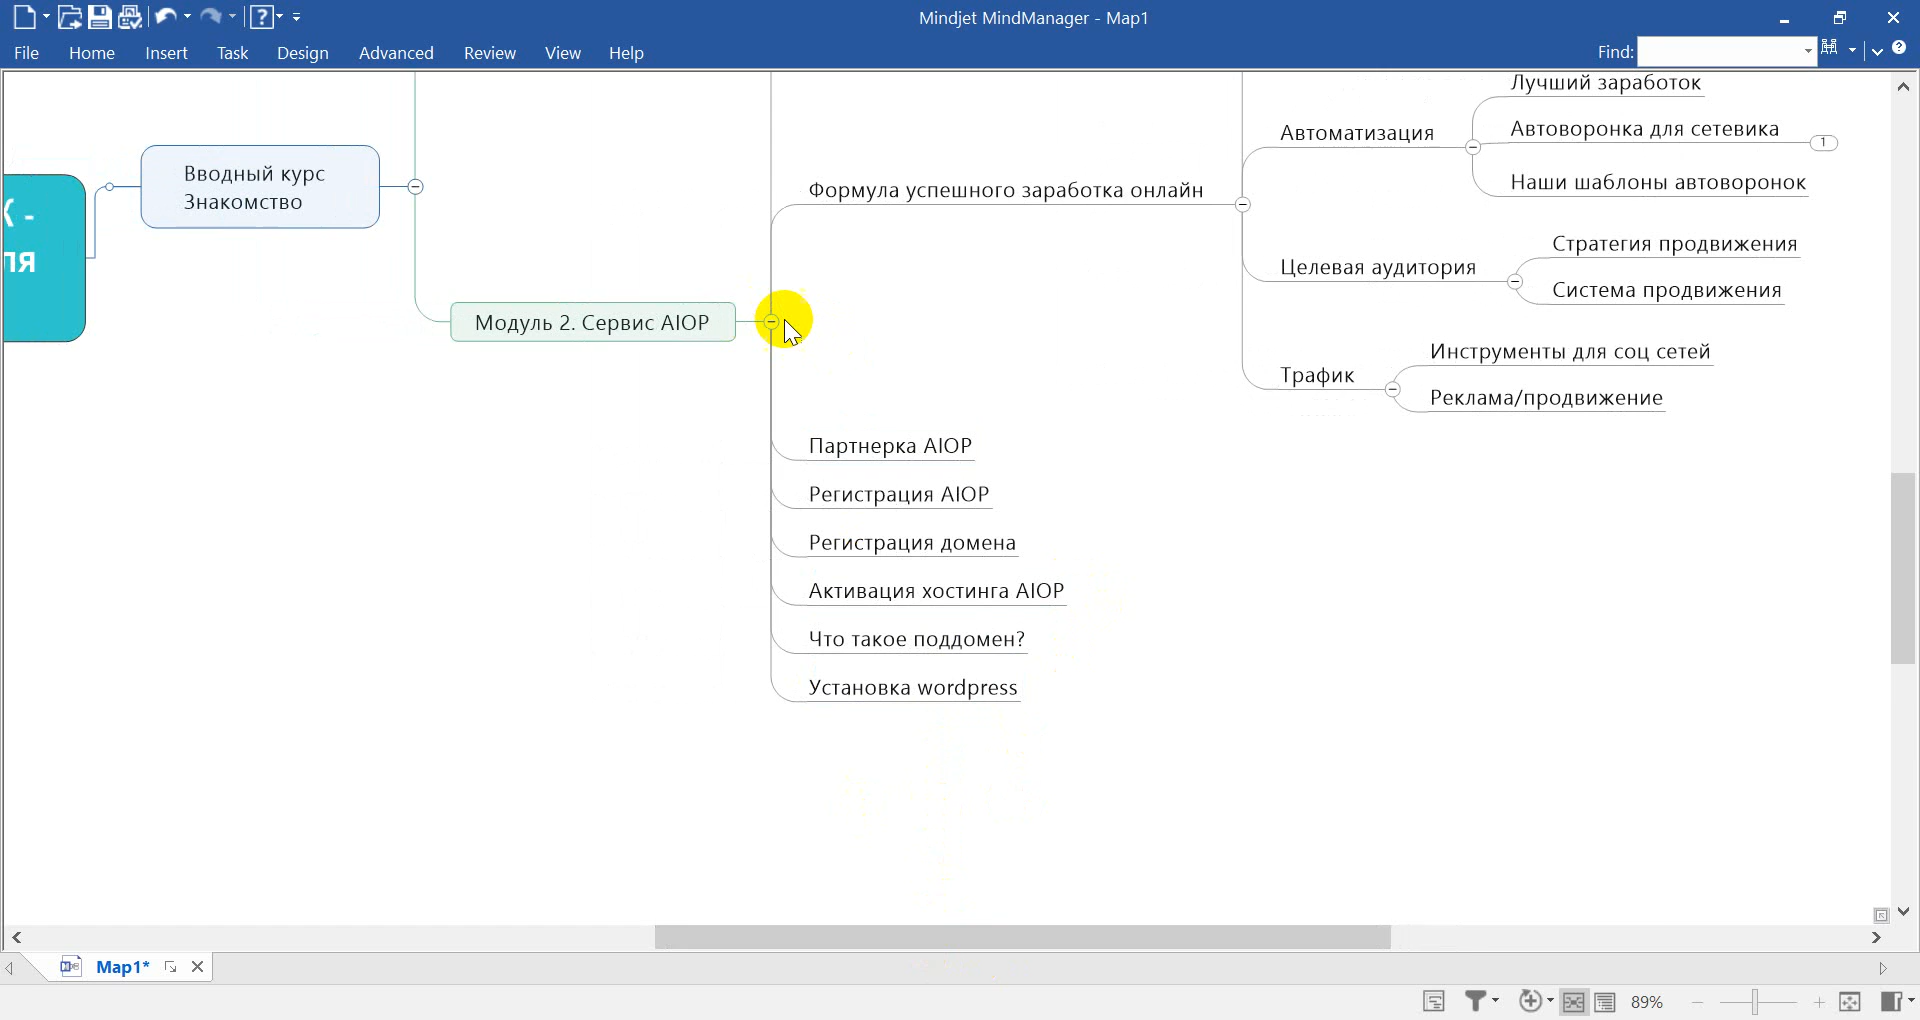 Mindjet MindManager - Map1
File Home Insert Task Design Advanced Review View Help
Find:
Лучший заработок
Автоматизация
Автоворонка для сетевика
1
Наши шаблоны автоворонок
Вводный курс
Знакомство
Формула успешного заработка онлайн
Целевая аудитория
Стратегия продвижения
Система продвижения
Модуль 2. Сервис AIOP
Трафик
Инструменты для соц сетей
Реклама/продвижение
Партнерка AIOP
Регистрация AIOP
Регистрация домена
Активация хостинга AIOP
Что такое поддомен?
Установка wordpress
Map1*
89%